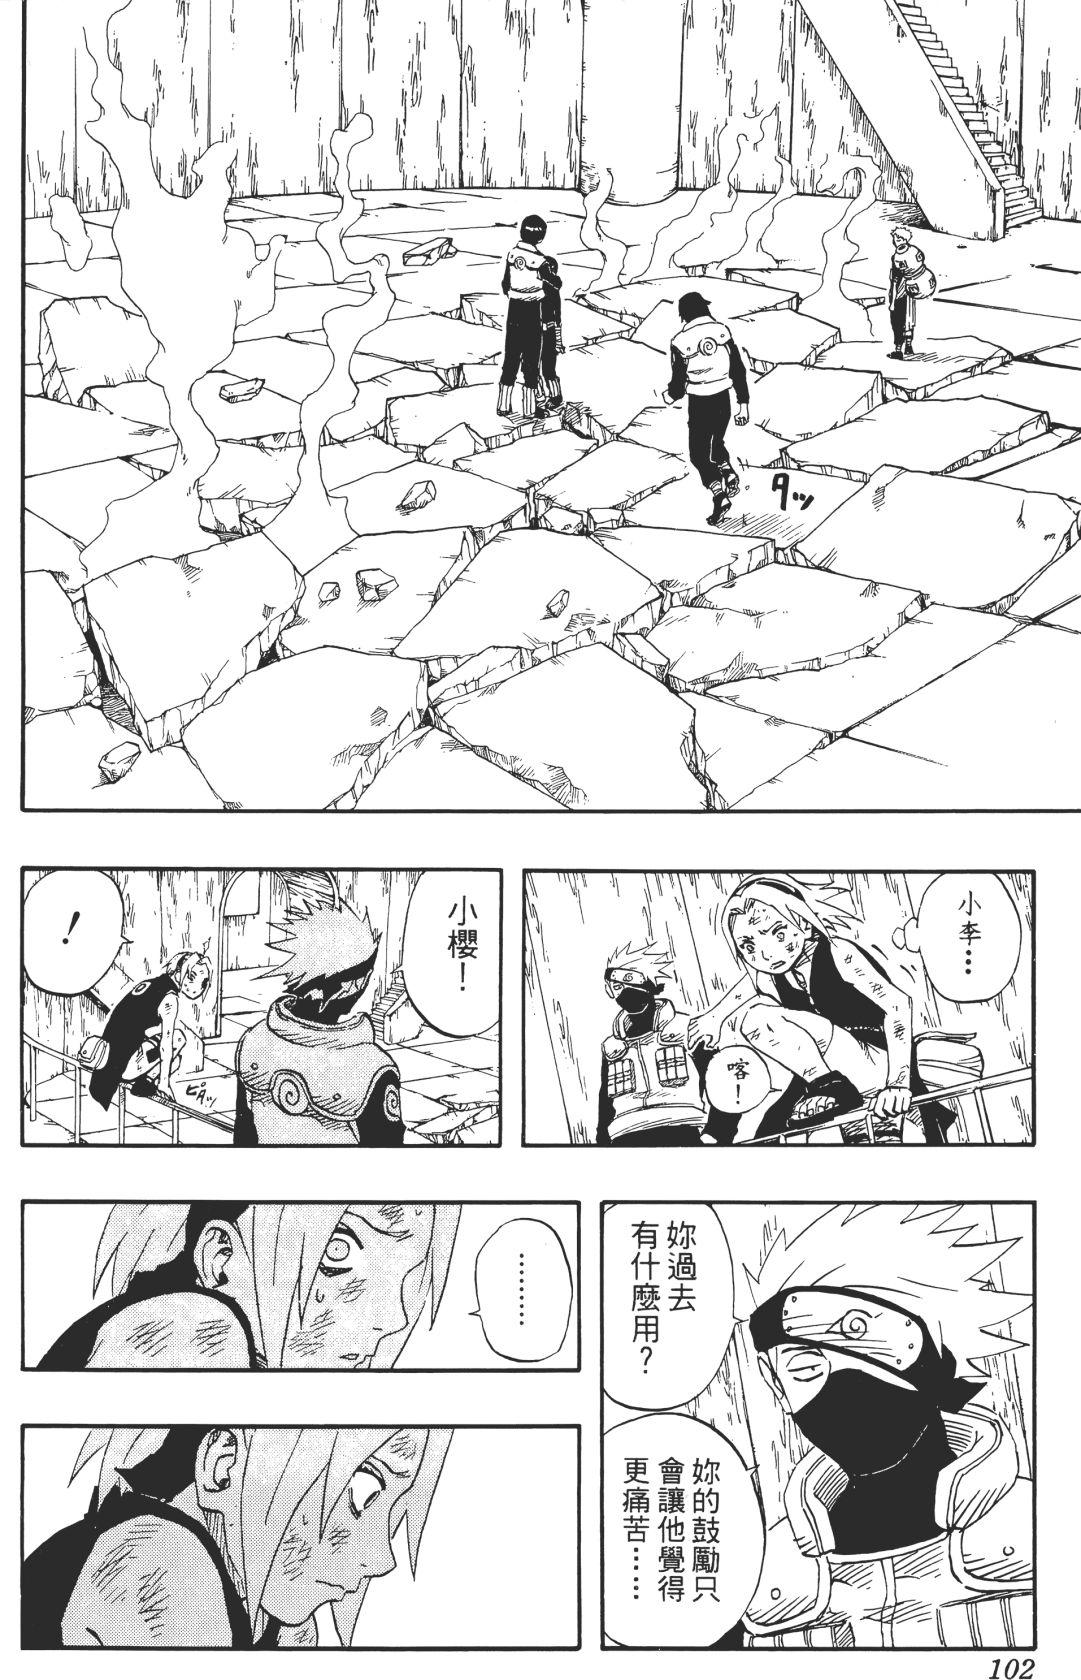 タッ
小李…
喀！
小櫻！
！
ピタッ
妳過去
有什麼用？
妳的鼓勵只
會讓他覺得
更痛苦……
………
102